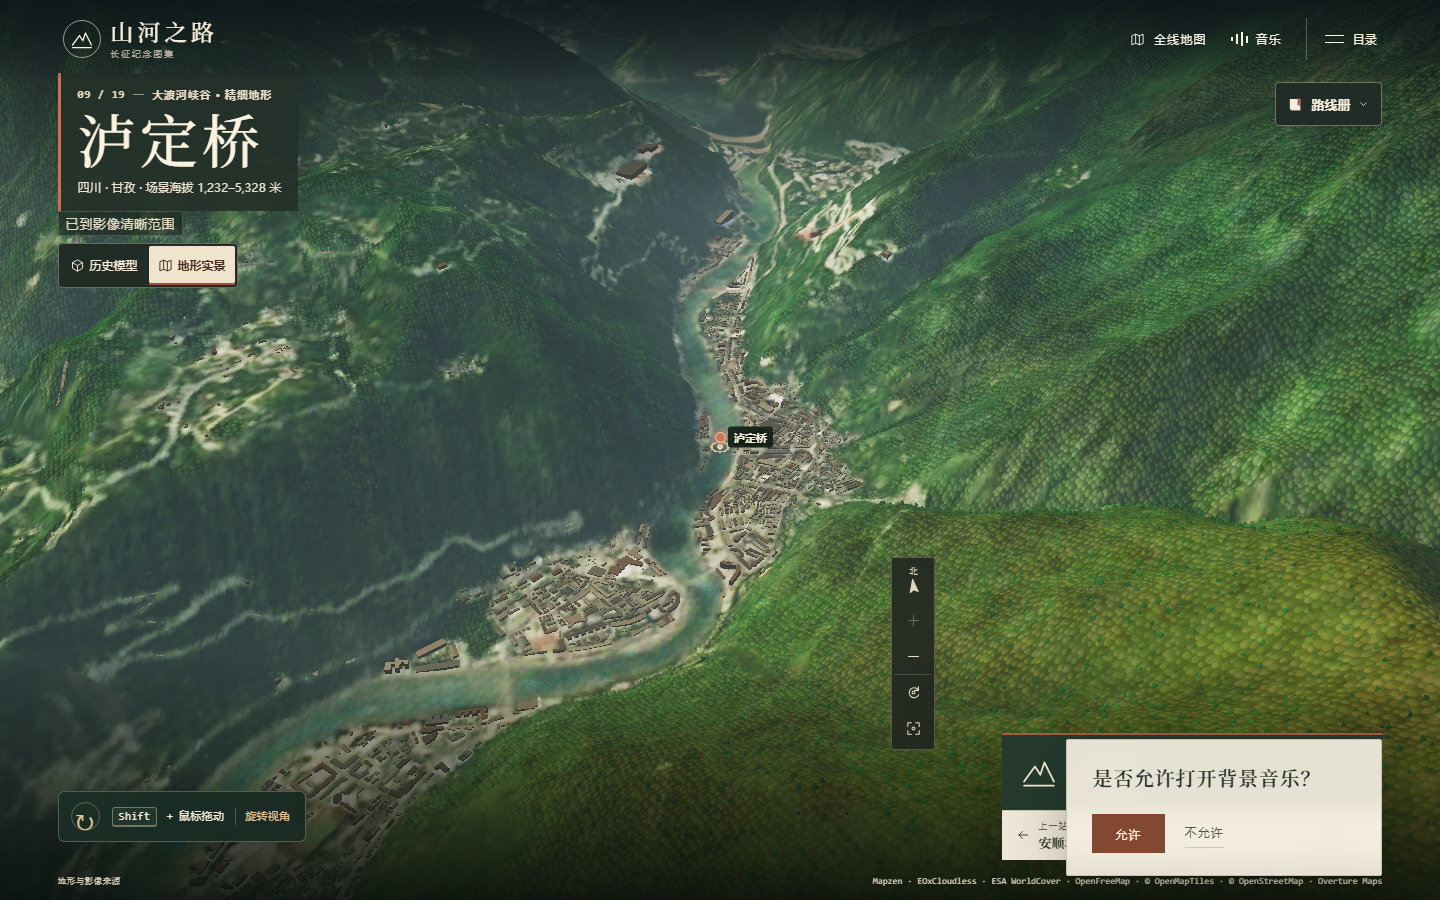 山河之路
长征纪念图集
全线地图
音乐
目录
09 / 19 — 大渡河峡谷 • 精细地形
泸定桥
四川 · 甘孜 · 场景海拔 1,232–5,328 米
已到影像清晰范围
历史模型
地形实景
路线册
泸定桥
北
Shift + 鼠标拖动
旋转视角
上一站
安顺
是否允许打开背景音乐？
允许
不允许
地形与影像来源
Mapzen · EOxCloudless · ESA WorldCover · OpenFreeMap · © OpenMapTiles · © OpenStreetMap · Overture Maps